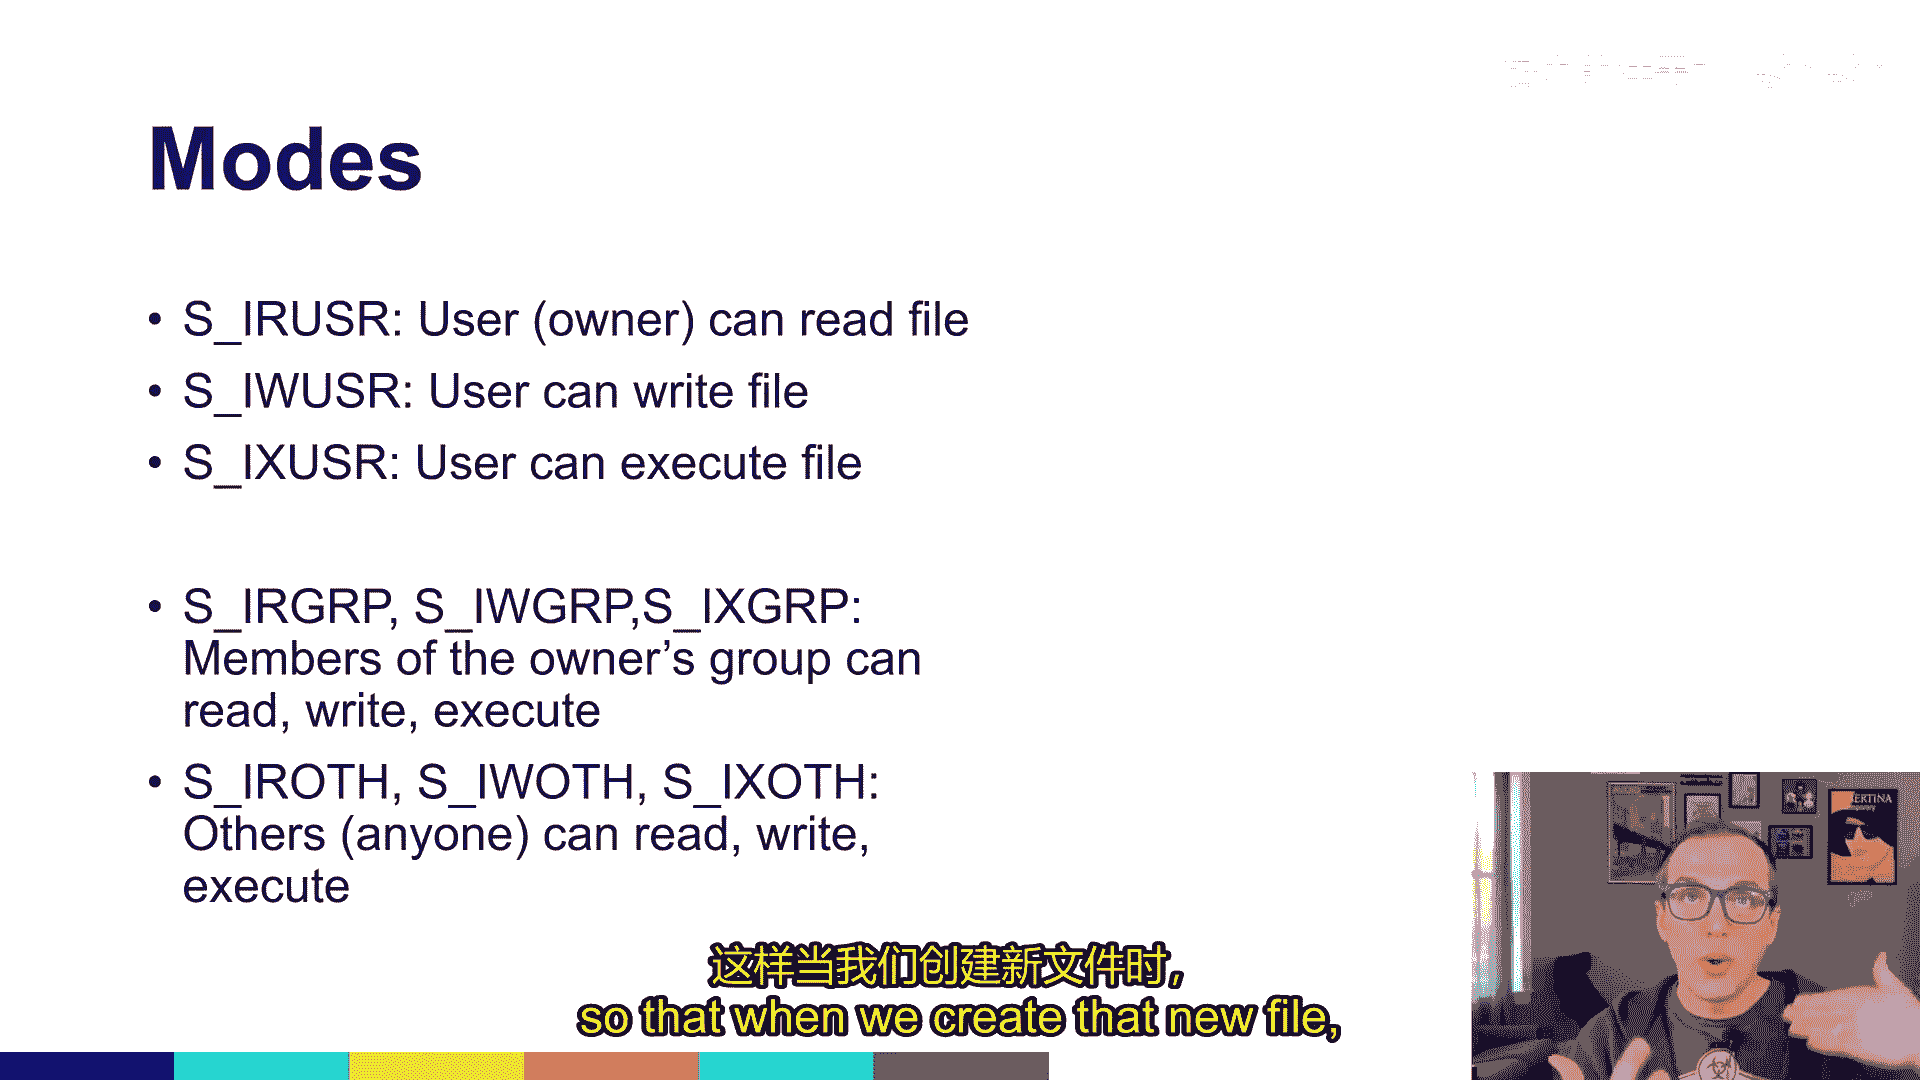 Modes
• S_IRUSR: User (owner) can read file
• S_IWUSR: User can write file
• S_IXUSR: User can execute file
• S_IRGRP, S_IWGRP,S_IXGRP:
Members of the owner’s group can
read, write, execute
• S_IROTH, S_IWOTH, S_IXOTH:
Others (anyone) can read, write,
execute
ERTINA
这样当我们创建新文件时，
so that when we create that new file,